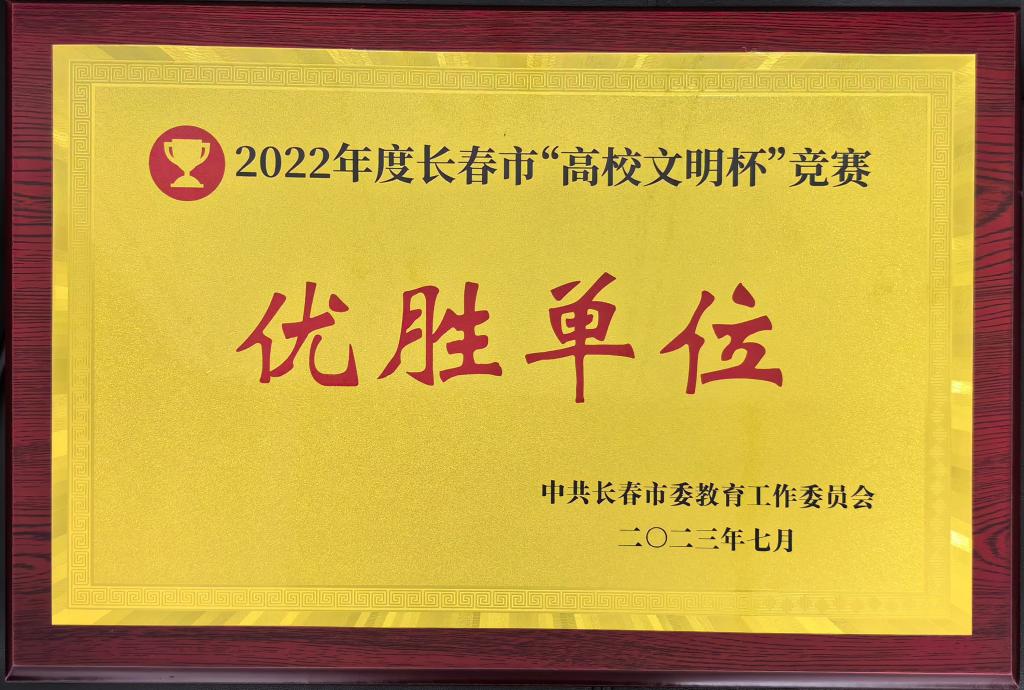 2022年度长春市“高校文明杯”竞赛
优胜单位
中共长春市委教育工作委员会
二〇二三年七月